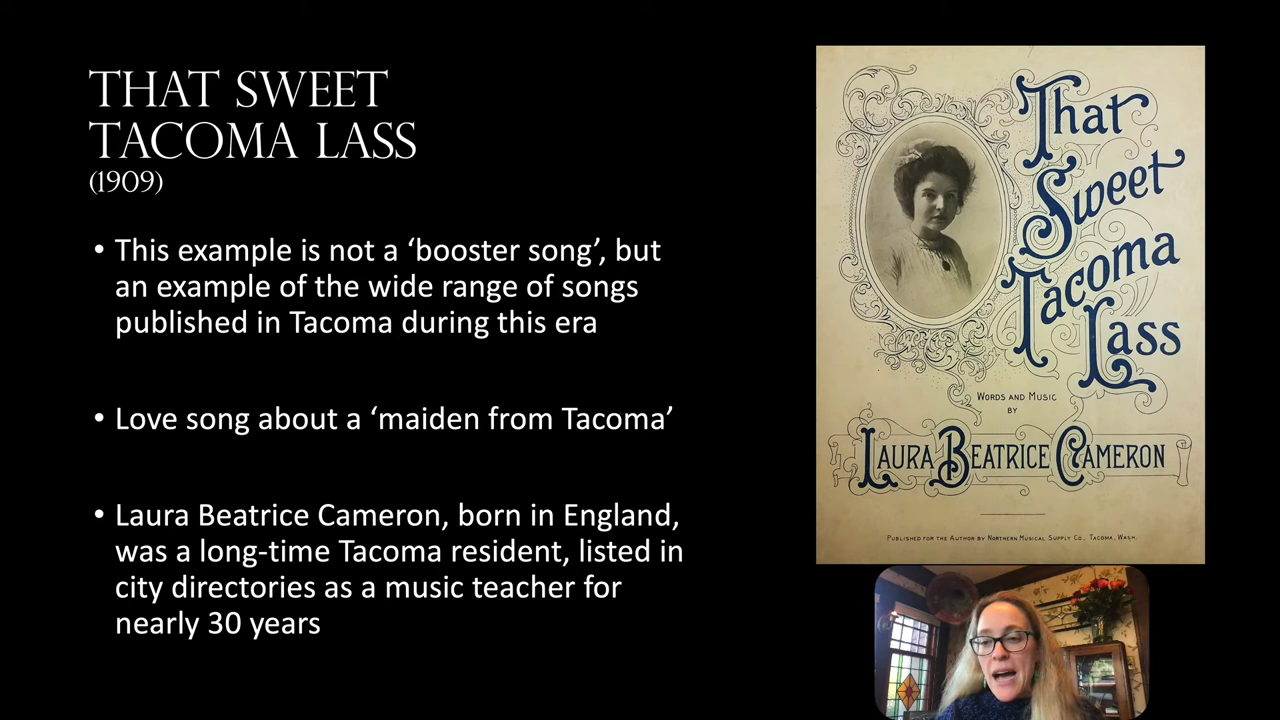 THAT SWEET
TACOMA LASS
(1909)
• This example is not a ‘booster song’, but
an example of the wide range of songs
published in Tacoma during this era
• Love song about a ‘maiden from Tacoma’
• Laura Beatrice Cameron, born in England,
was a long-time Tacoma resident, listed in
city directories as a music teacher for
nearly 30 years
That
Sweet
Tacoma
Lass
WORDS AND MUSIC
BY
LAURA BEATRICE CAMERON
PUBLISHED FOR THE AUTHOR BY NORTHERN MUSICAL SUPPLY CO., TACOMA, WASH.